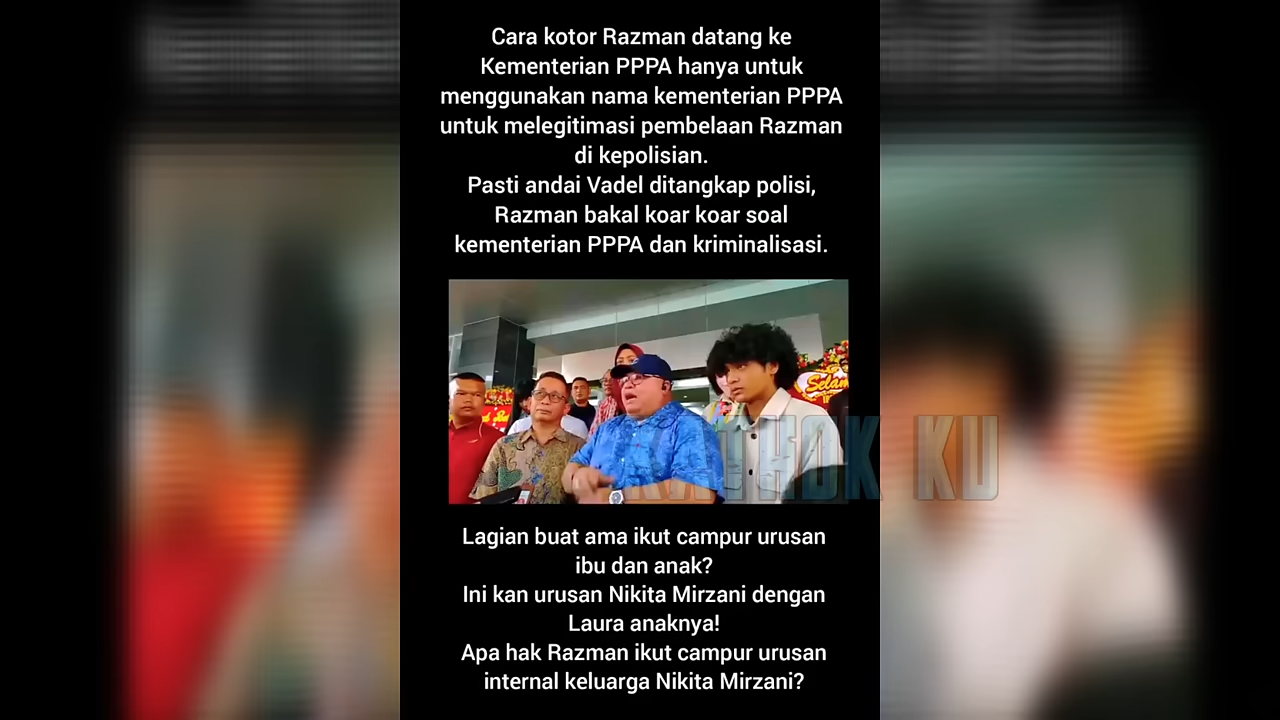 Cara kotor Razman datang ke
Kementerian PPPA hanya untuk
menggunakan nama kementerian PPPA
untuk melegitimasi pembelaan Razman
di kepolisian.
Pasti andai Vadel ditangkap polisi,
Razman bakal koar koar soal
kementerian PPPA dan kriminalisasi.
Selam
KATHOK KU
Lagian buat ama ikut campur urusan
ibu dan anak?
Ini kan urusan Nikita Mirzani dengan
Laura anaknya!
Apa hak Razman ikut campur urusan
internal keluarga Nikita Mirzani?